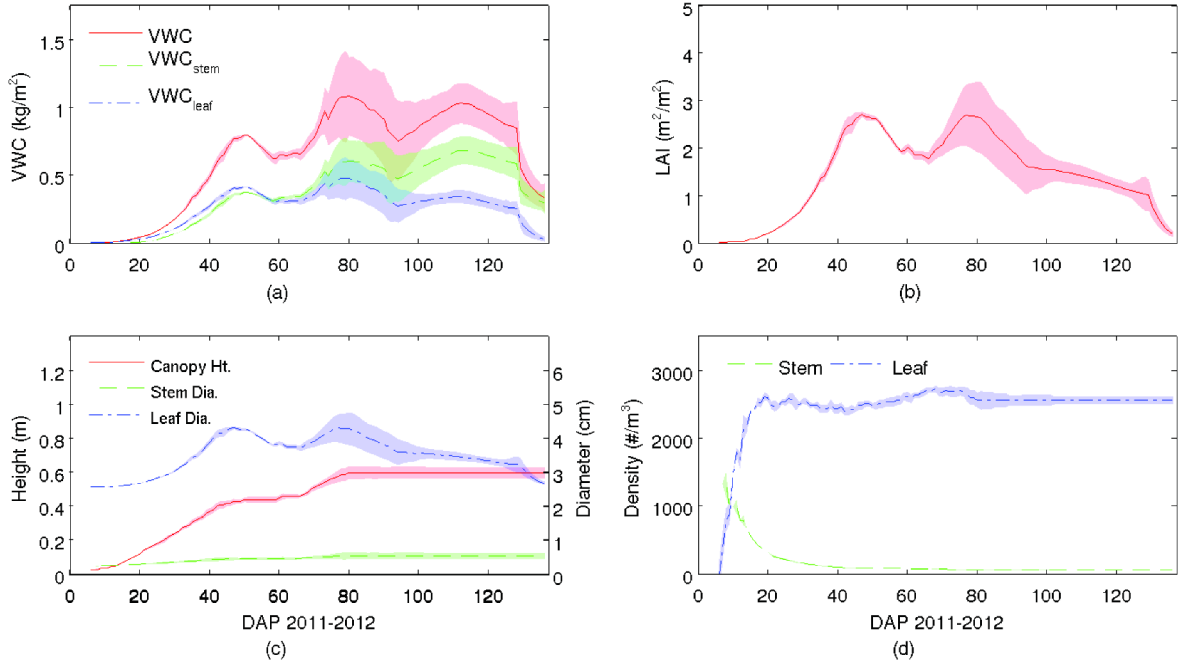 VWC (kg/m²)
1.5
1
0.5
0
VWC
VWCstem
VWCleaf
0 20 40 60 80 100 120
(a)
LAI (m²/m²)
5
4
3
2
1
0
0 20 40 60 80 100 120
(b)
Height (m)
1.2
1
0.8
0.6
0.4
0.2
0
Canopy Ht.
Stem Dia.
Leaf Dia.
6
5
4
3
2
1
0
Diameter (cm)
0 20 40 60 80 100 120
DAP 2011-2012
(c)
Density (#/m³)
3000
2000
1000
0
Stem Leaf
0 20 40 60 80 100 120
DAP 2011-2012
(d)